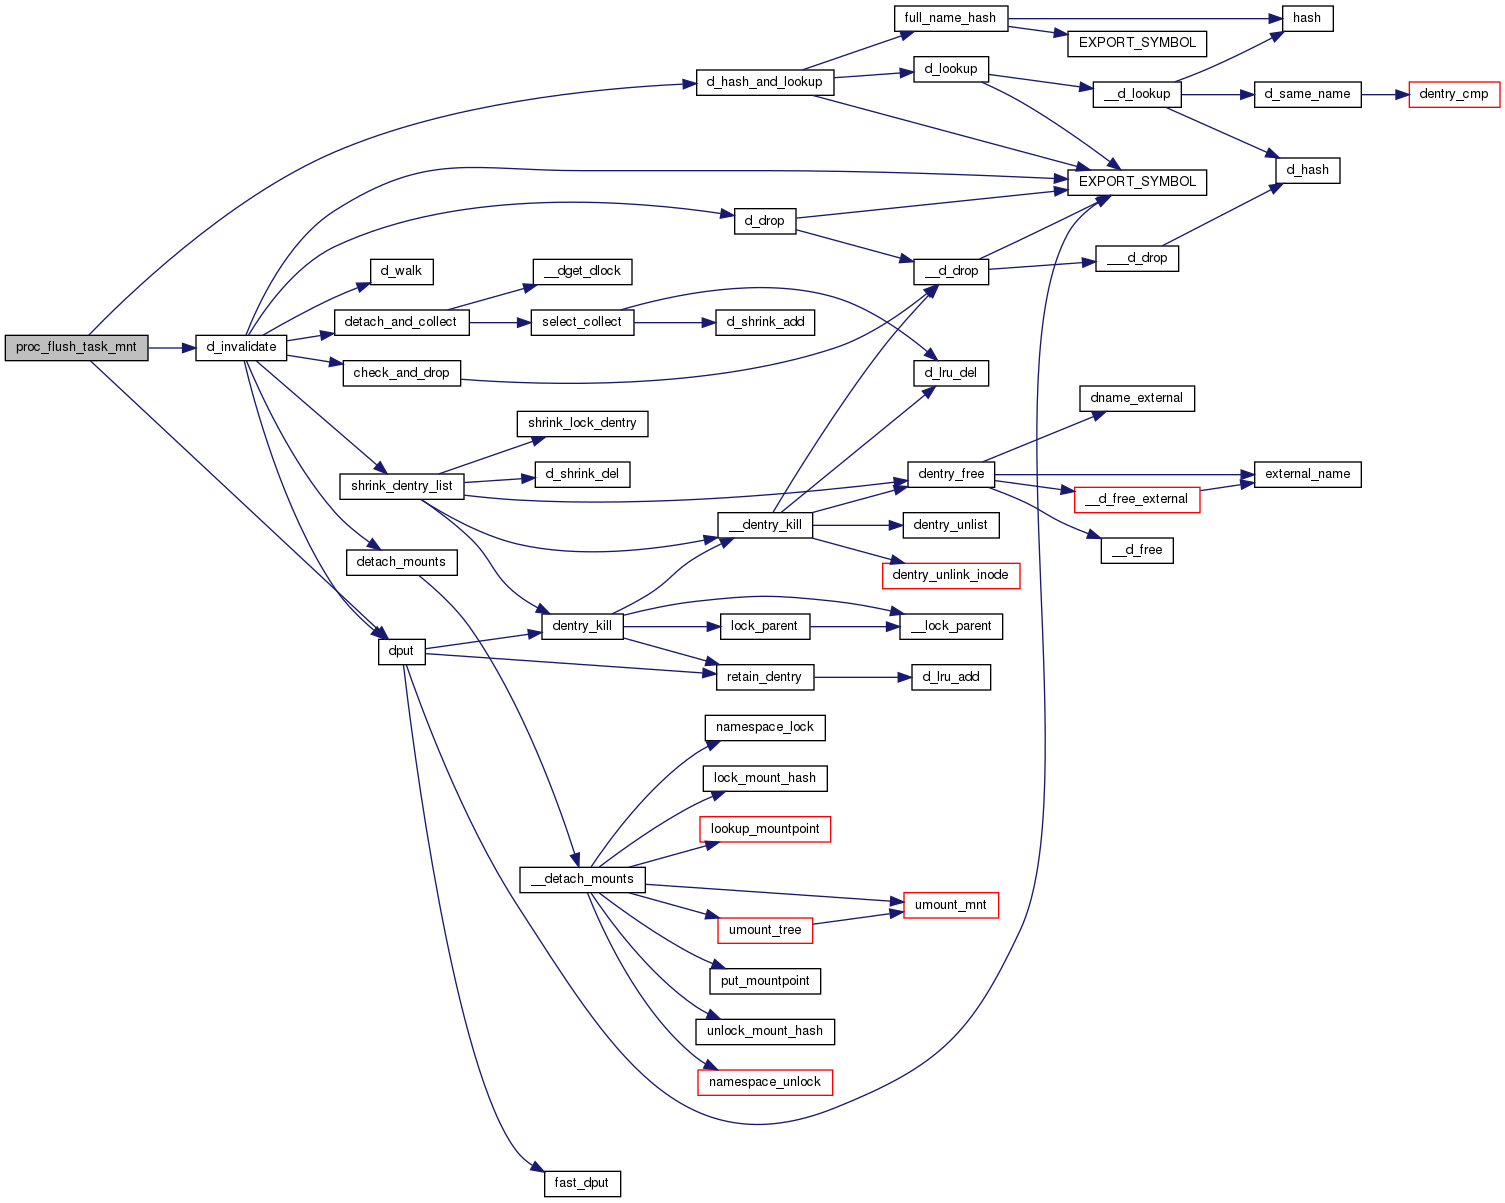 full_name_hash
hash
EXPORT_SYMBOL
d_lookup
d_hash_and_lookup
__d_lookup
d_same_name
dentry_cmp
d_hash
EXPORT_SYMBOL
d_drop
___d_drop
d_walk
__dget_dlock
__d_drop
detach_and_collect
select_collect
d_shrink_add
proc_flush_task_mnt
d_invalidate
check_and_drop
d_lru_del
dname_external
shrink_lock_dentry
d_shrink_del
dentry_free
external_name
shrink_dentry_list
__d_free_external
__dentry_kill
dentry_unlist
__d_free
detach_mounts
dentry_unlink_inode
dentry_kill
lock_parent
__lock_parent
dput
retain_dentry
d_lru_add
namespace_lock
lock_mount_hash
lookup_mountpoint
__detach_mounts
umount_mnt
umount_tree
put_mountpoint
unlock_mount_hash
namespace_unlock
fast_dput